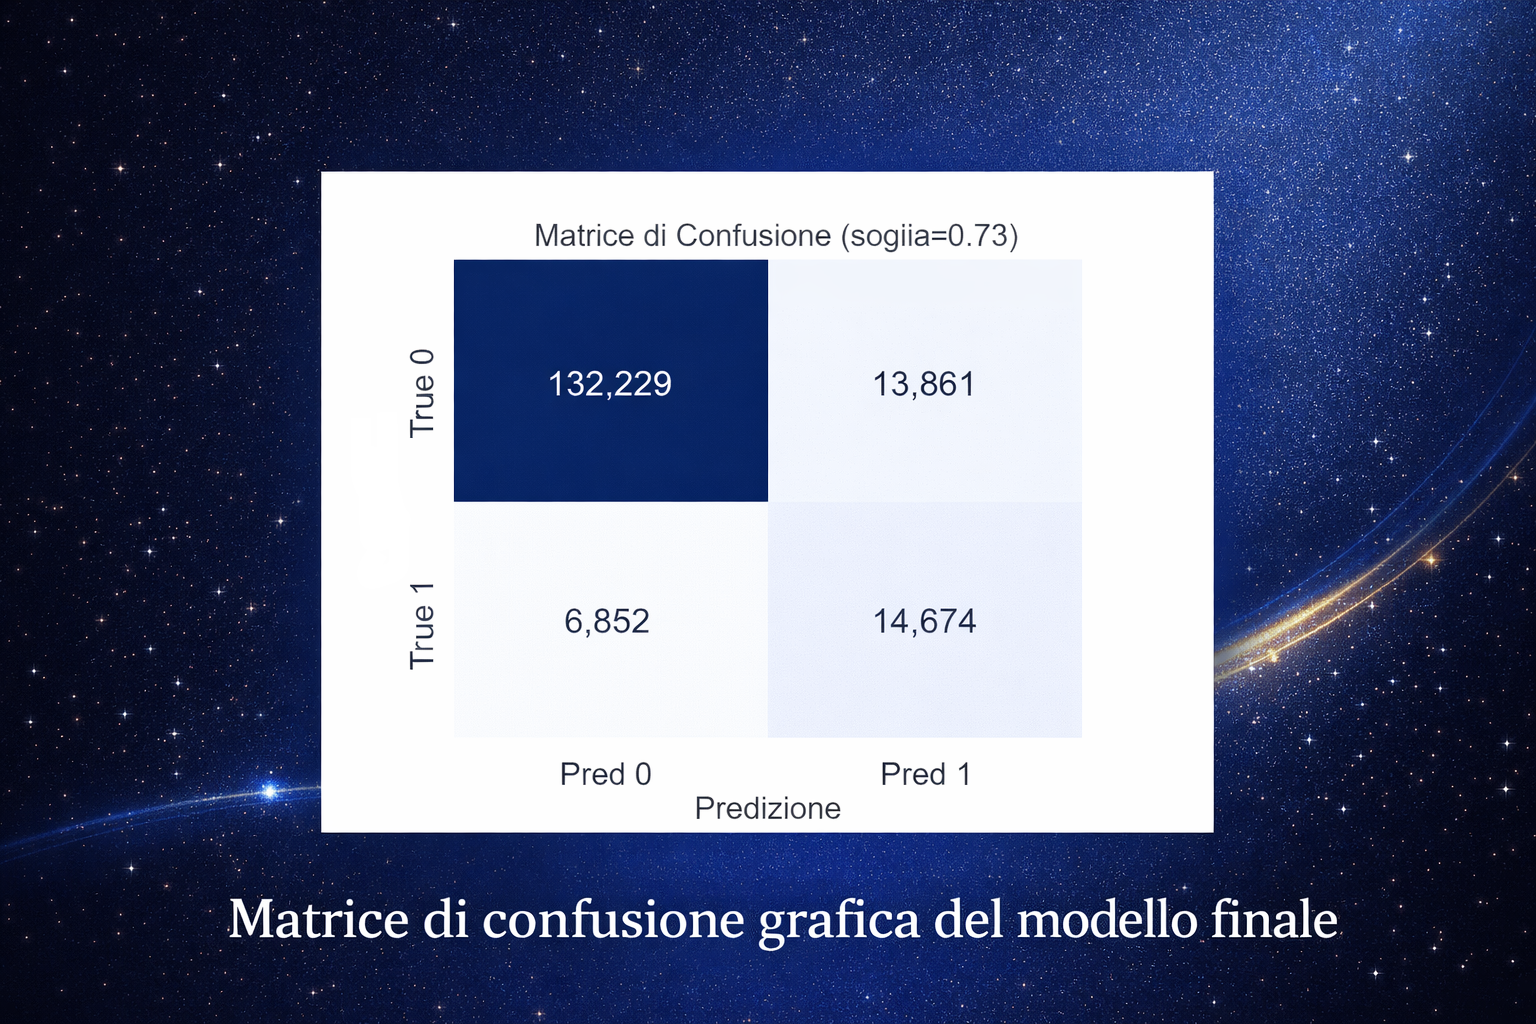 Matrice di Confusione (sogiia=0.73)
True 0
132,229
13,861
True 1
6,852
14,674
Pred 0
Pred 1
Predizione
Matrice di confusione grafica del modello finale